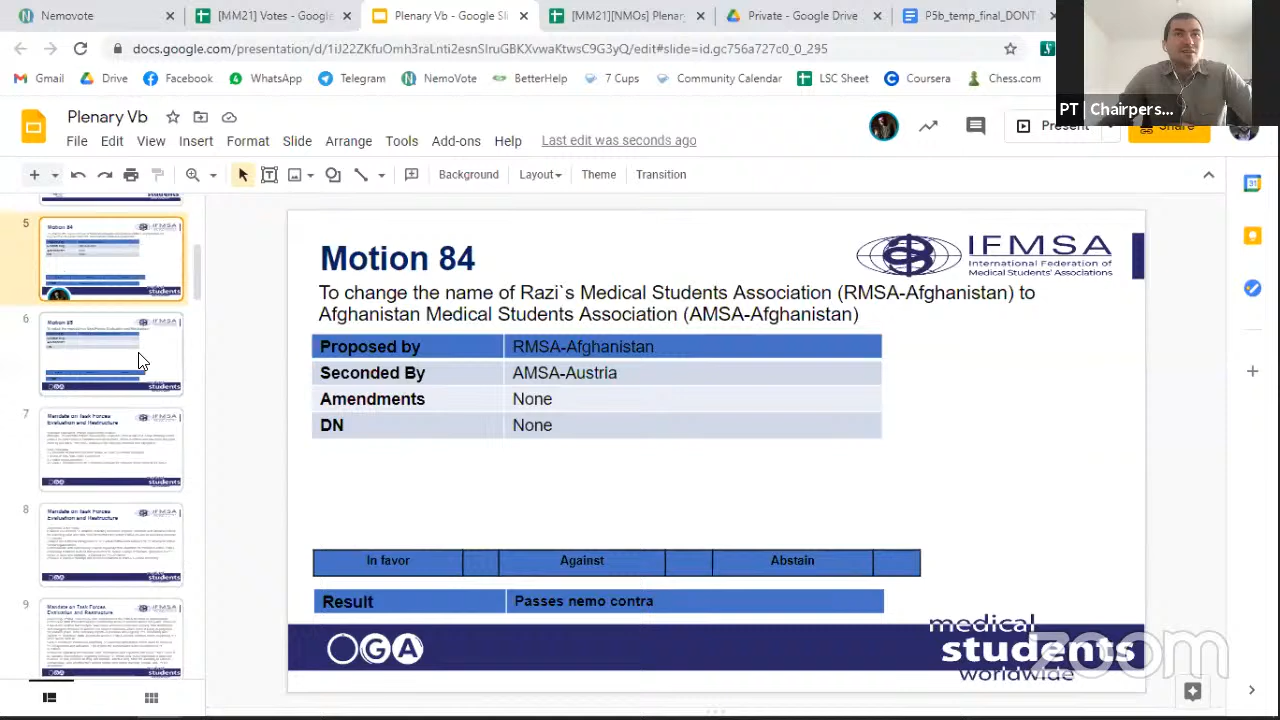 Nemovote
[MM21] Votes - Google
Plenary Vb - Google Sli
[MM21][NMOs] Plenar
Private - Google Drive
P5b_temp_final_DONT
docs.google.com/presentation/d/
/edit#slide=id.gc756a727c0_0_295
Gmail
Drive
Facebook
WhatsApp
Telegram
NemoVote
BetterHelp
7 Cups
Community Calendar
LSC Sheet
Coursera
Chess.com
PT | Chairpers...
Plenary Vb
Present
Share
File Edit View Insert Format Slide Arrange Tools Add-ons Help
Last edit was seconds ago
Background
Layout
Theme
Transition
5
Motion 84
6
7
Mandate on Task Forces
Evaluation and Restructure
8
Mandate on Task Forces
Evaluation and Restructure
9
Mandate on Task Forces
Evaluation and Restructure
Motion 84
IFMSA
International Federation of
Medical Students' Associations
To change the name of Razi`s Medical Students Association (RMSA-Afghanistan) to
Afghanistan Medical Students Association (AMSA-Afghanistan)
Proposed by RMSA-Afghanistan
Seconded By AMSA-Austria
Amendments None
DN None
In favor Against Abstain
Result Passes no contra
students
worldwide
zoom